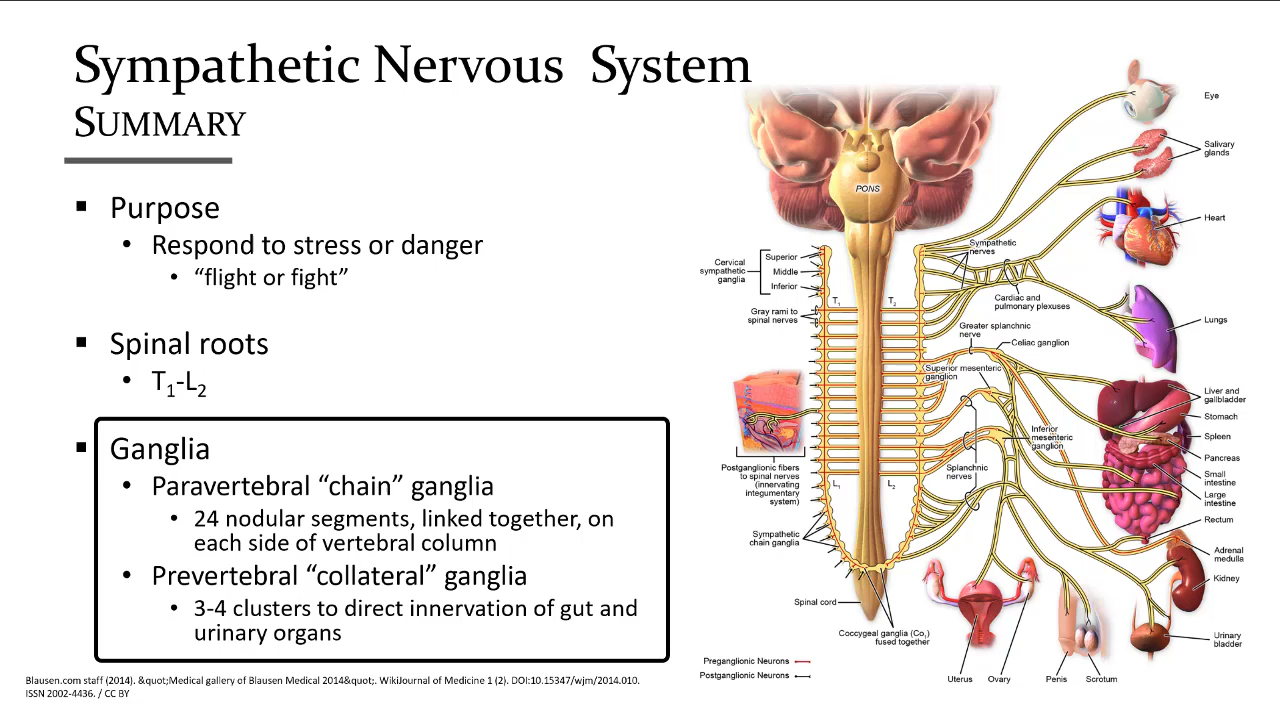 Sympathetic Nervous  System
SUMMARY
▪ Purpose
• Respond to stress or danger
• “flight or fight”
▪ Spinal roots
• T1-L2
▪ Ganglia
• Paravertebral “chain” ganglia
• 24 nodular segments, linked together, on
each side of vertebral column
• Prevertebral “collateral” ganglia
• 3-4 clusters to direct innervation of gut and
urinary organs
Blausen.com staff (2014). &quot;Medical gallery of Blausen Medical 2014&quot;. WikiJournal of Medicine 1 (2). DOI:10.15347/wjm/2014.010.
ISSN 2002-4436. / CC BY
PONS
Cervical
sympathetic
ganglia
Superior
Middle
Inferior
T1
T2
Gray rami to
spinal nerves
Postganglionic fibers
to spinal nerves
(innervating
integumentary
system)
L1
L2
Sympathetic
chain ganglia
Spinal cord
Coccygeal ganglia (Co1)
fused together
Preganglionic Neurons
Postganglionic Neurons
Sympathetic
nerves
Cardiac and
pulmonary plexuses
Greater splanchnic
nerve
Celiac ganglion
Superior mesenteric
ganglion
Inferior
mesenteric
ganglion
Splanchnic
nerves
Eye
Salivary
glands
Heart
Lungs
Liver and
gallbladder
Stomach
Spleen
Pancreas
Small
intestine
Large
intestine
Rectum
Adrenal
medulla
Kidney
Urinary
bladder
Uterus
Ovary
Penis
Scrotum